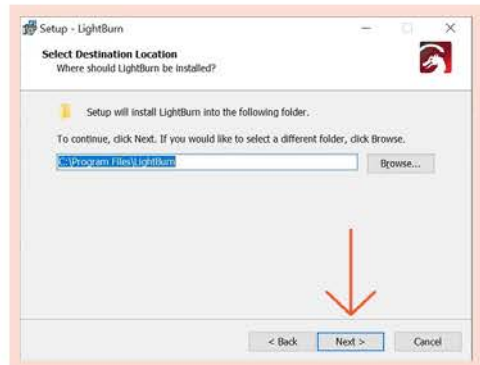 Setup - LightBurn
Select Destination Location
Where should LightBurn be installed?
Setup will install LightBurn into the following folder.
To continue, click Next. If you would like to select a different folder, click Browse.
C:\Program Files\LightBurn
Browse...
< Back Next > Cancel